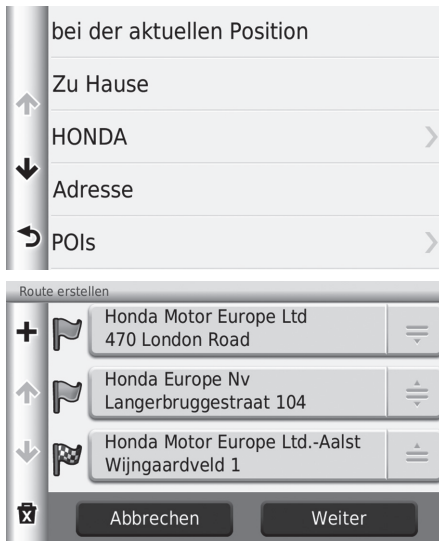 bei der aktuellen Position
Zu Hause
HONDA
Adresse
POIs
Route erstellen
Honda Motor Europe Ltd
470 London Road
Honda Europe Nv
Langerbruggestraat 104
Honda Motor Europe Ltd.-Aalst
Wijngaardveld 1
Abbrechen
Weiter